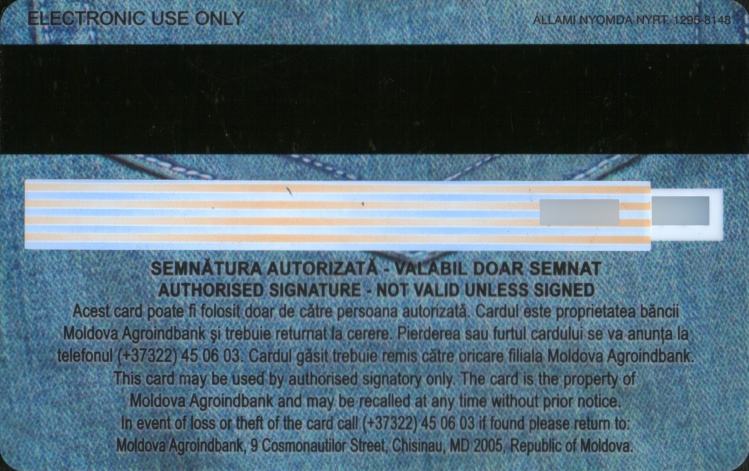 ELECTRONIC USE ONLY
ÁLLAMI NYOMDA NYRT. 1295-8148
SEMNĂTURA AUTORIZATĂ - VALABIL DOAR SEMNAT
AUTHORISED SIGNATURE - NOT VALID UNLESS SIGNED
Acest card poate fi folosit doar de către persoana autorizată. Cardul este proprietatea băncii
Moldova Agroindbank şi trebuie returnat la cerere. Pierderea sau furtul cardului se va anunţa la
telefonul (+37322) 45 06 03. Cardul găsit trebuie remis către oricare filiala Moldova Agroindbank.
This card may be used by authorised signatory only. The card is the property of
Moldova Agroindbank and may be recalled at any time without prior notice.
In event of loss or theft of the card call (+37322) 45 06 03 if found please return to:
Moldova Agroindbank, 9 Cosmonautilor Street, Chisinau, MD 2005, Republic of Moldova.